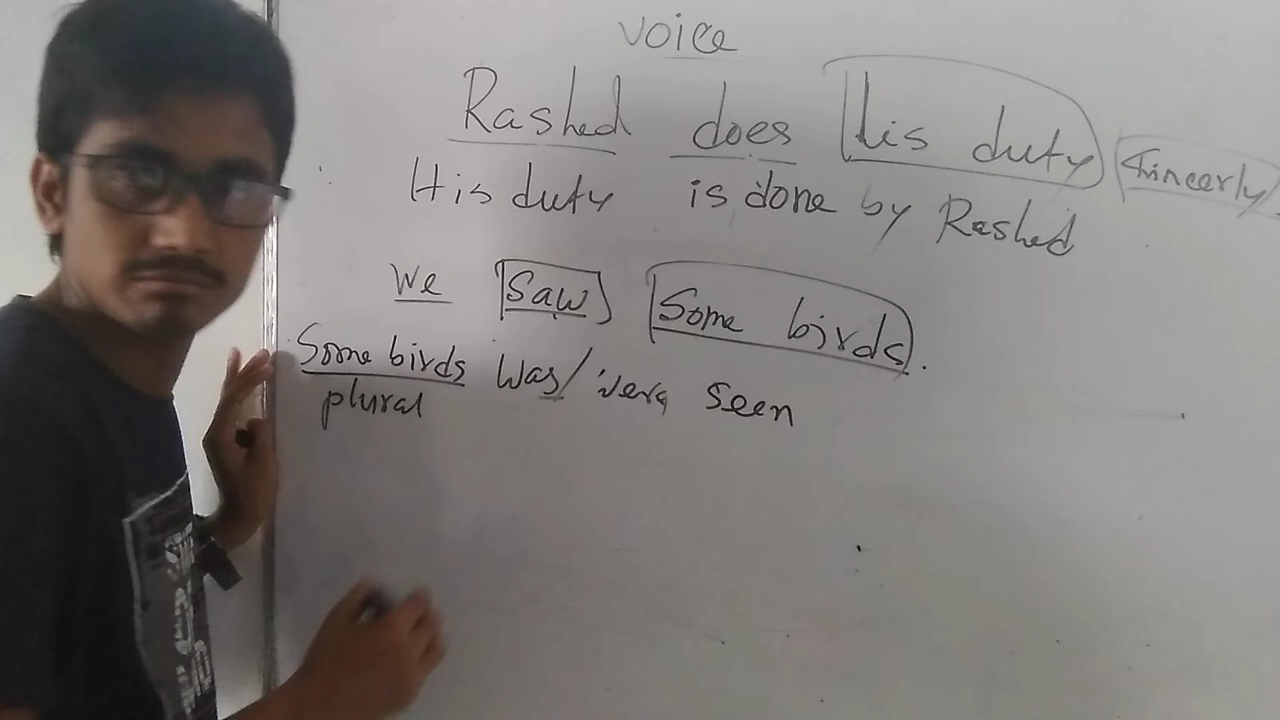 voice
Rashed does his duty Sincerly
His duty is done by Rashed
we saw Some birds.
Some birds was/were seen
plural